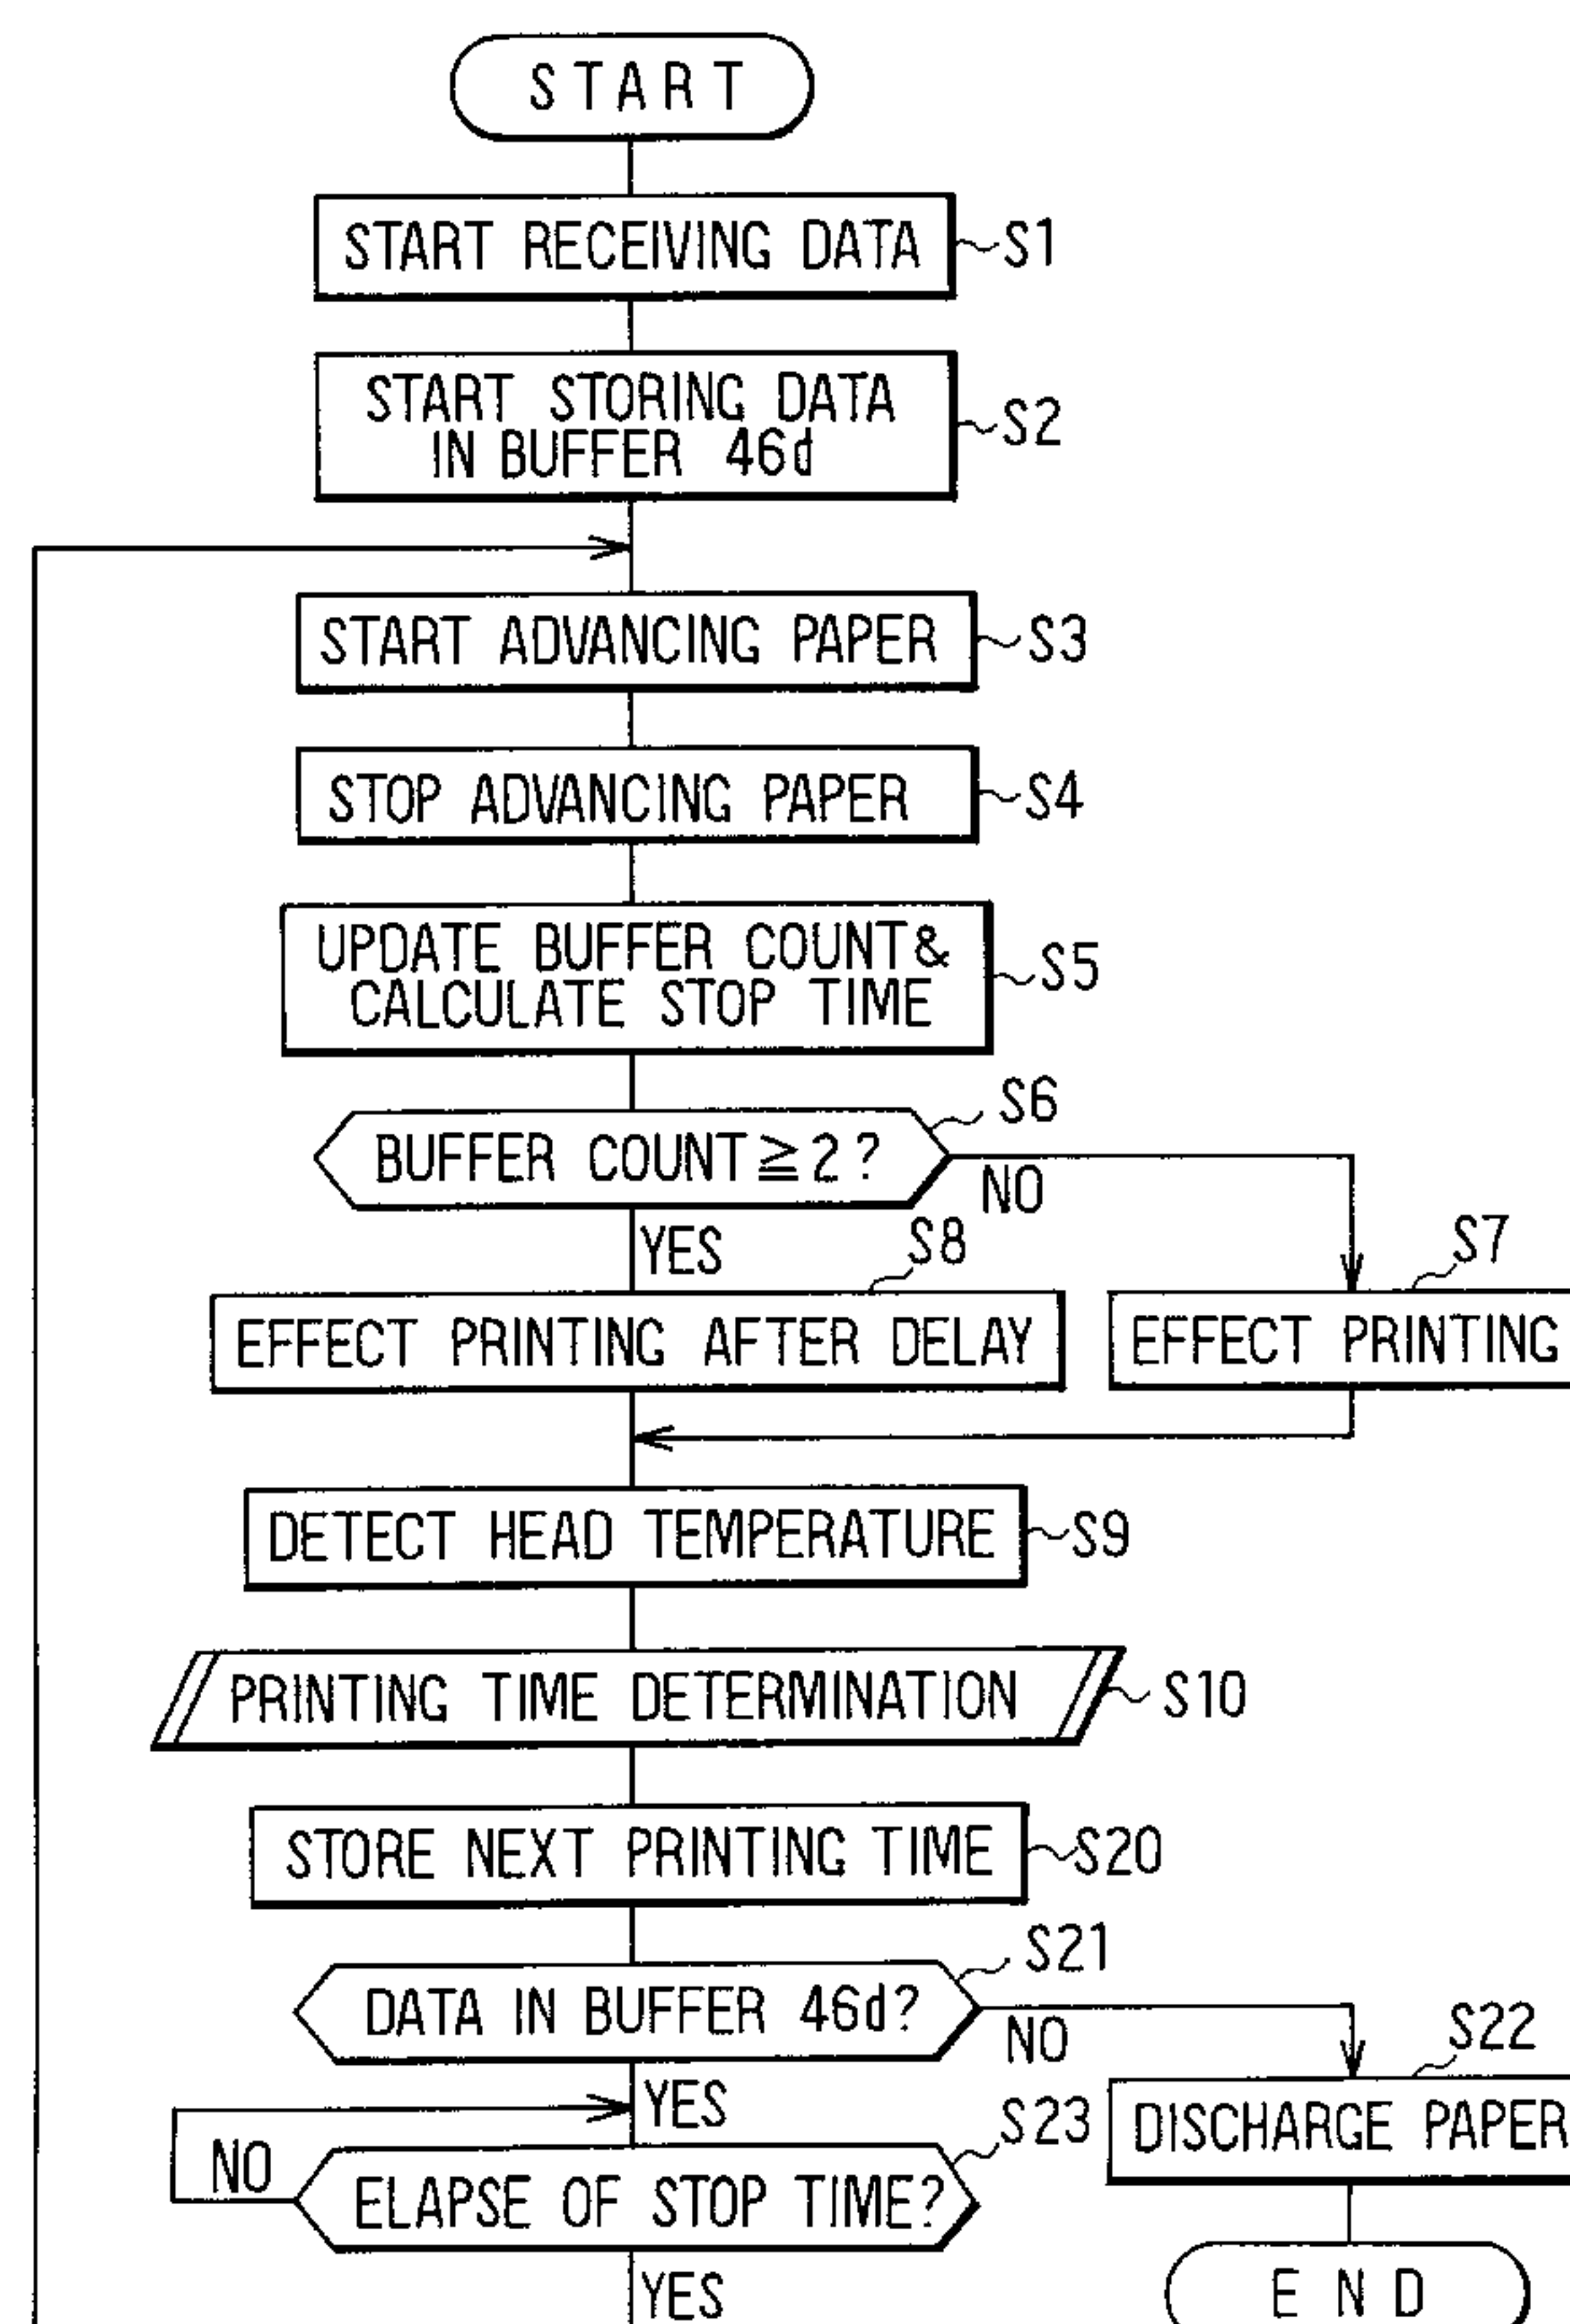 START
START RECEIVING DATA
S1
START STORING DATA
IN BUFFER 46d
S2
START ADVANCING PAPER
S3
STOP ADVANCING PAPER
S4
UPDATE BUFFER COUNT&
CALCULATE STOP TIME
S5
S6
BUFFER COUNT≧2?
NO
YES
S8
S7
EFFECT PRINTING AFTER DELAY
EFFECT PRINTING
DETECT HEAD TEMPERATURE
S9
PRINTING TIME DETERMINATION
S10
STORE NEXT PRINTING TIME
S20
S21
DATA IN BUFFER 46d?
NO
S22
YES
S23
DISCHARGE PAPER
NO
ELAPSE OF STOP TIME?
YES
END